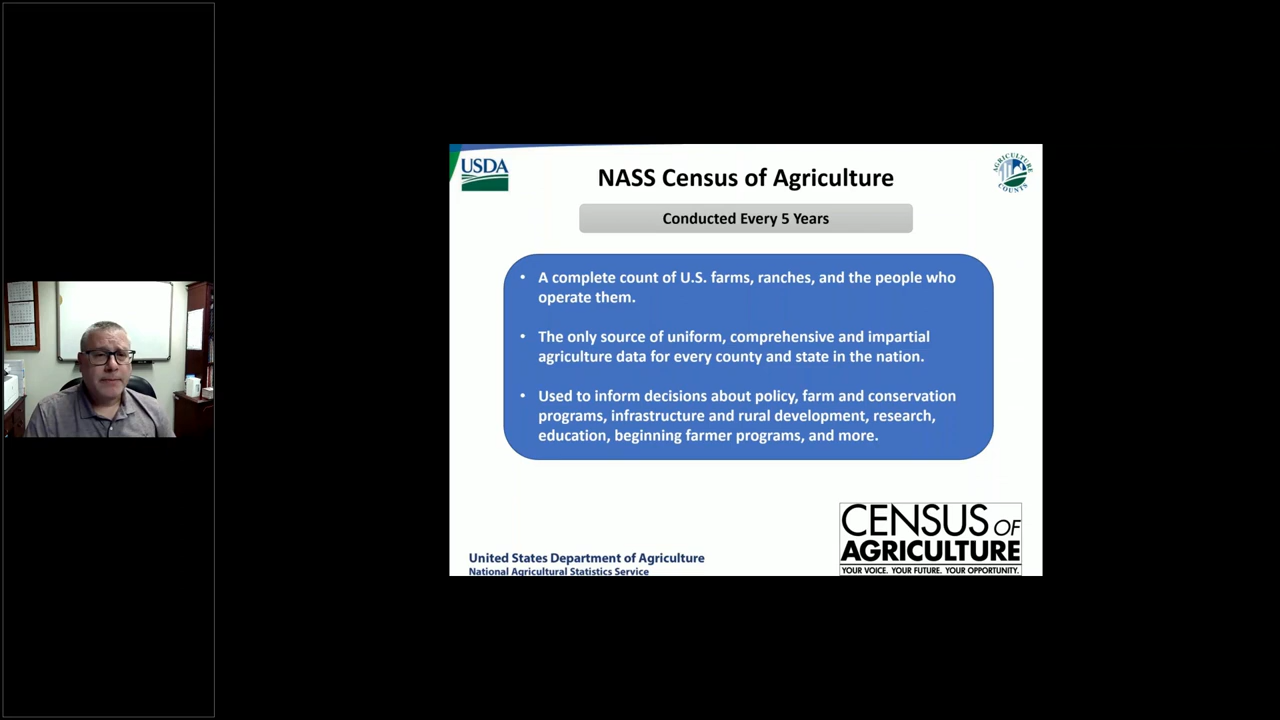 USDA
NASS Census of Agriculture
AGRICULTURE COUNTS
Conducted Every 5 Years
• A complete count of U.S. farms, ranches, and the people who
operate them.
• The only source of uniform, comprehensive and impartial
agriculture data for every county and state in the nation.
• Used to inform decisions about policy, farm and conservation
programs, infrastructure and rural development, research,
education, beginning farmer programs, and more.
CENSUS OF
AGRICULTURE
YOUR VOICE. YOUR FUTURE. YOUR OPPORTUNITY.
United States Department of Agriculture
National Agricultural Statistics Service